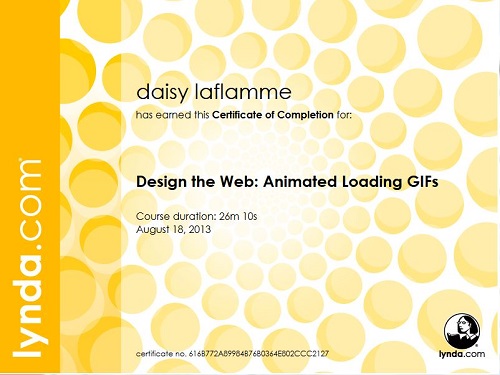 lynda.com
daisy laflamme
has earned this Certificate of Completion for:
Design the Web: Animated Loading GIFs
Course duration: 26m 10s
August 18, 2013
certificate no. 616B772A89984B76B0364E802CCC2127
lynda.com